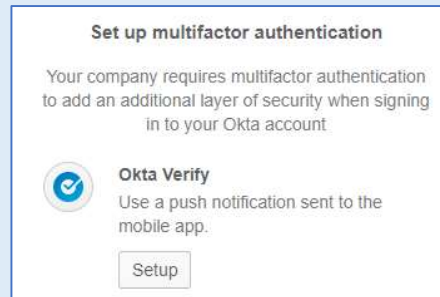 Set up multifactor authentication
Your company requires multifactor authentication
to add an additional layer of security when signing
in to your Okta account
Okta Verify
Use a push notification sent to the
mobile app.
Setup